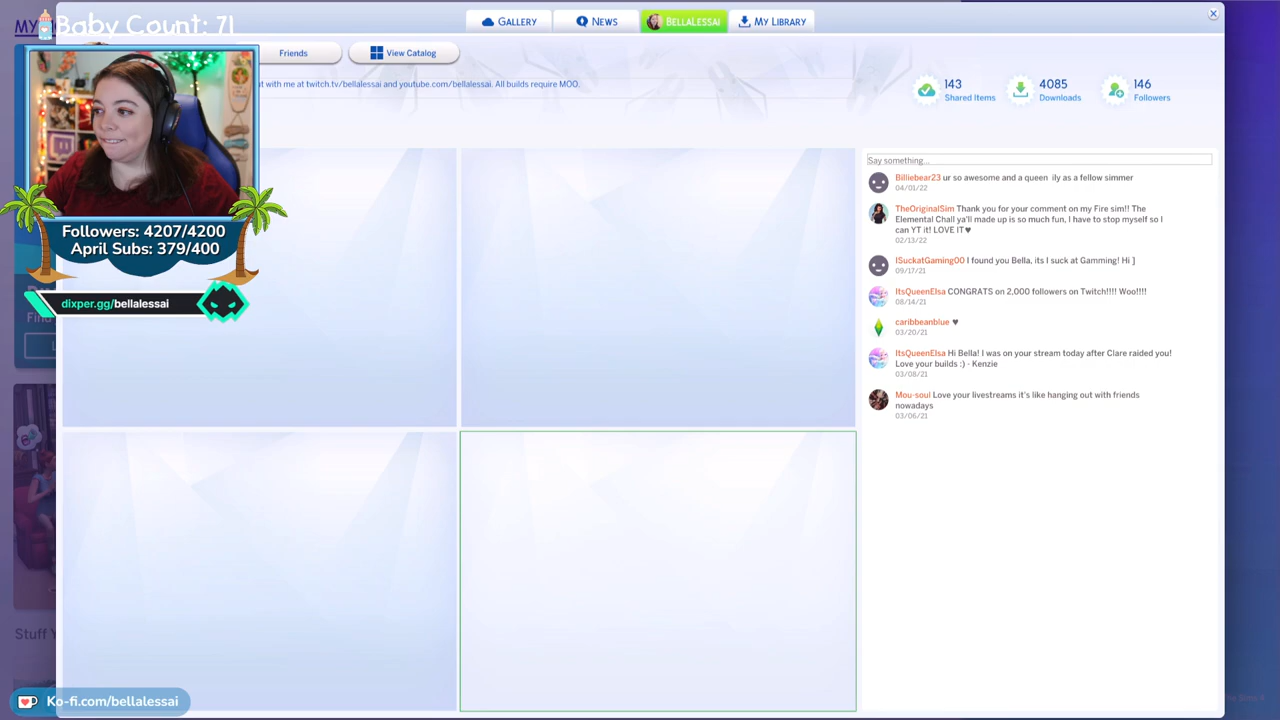 MY
Baby Count: 71
GALLERY
NEWS
BELLALESSAI
MY LIBRARY
Friends
View Catalog
t with me at twitch.tv/bellalessai and youtube.com/bellalessai. All builds require MOO.
143
Shared Items
4085
Downloads
146
Followers
Say something...
Billiebear23 ur so awesome and a queen ily as a fellow simmer
04/01/22
TheOriginalSim Thank you for your comment on my Fire sim!! The
Elemental Chall ya'll made up is so much fun, I have to stop myself so I
can YT it! LOVE IT♥
02/13/22
ISuckatGaming00 I found you Bella, its I suck at Gamming! Hi ]
09/17/21
ItsQueenElsa CONGRATS on 2,000 followers on Twitch!!!! Woo!!!!
08/14/21
caribbeanblue ♥
03/20/21
ItsQueenElsa Hi Bella! I was on your stream today after Clare raided you!
Love your builds :) - Kenzie
03/08/21
Mou-soul Love your livestreams it's like hanging out with friends
nowadays
03/06/21
Followers: 4207/4200
April Subs: 379/400
dixper.gg/bellalessai
Find
Stuff Y
Ko-fi.com/bellalessai